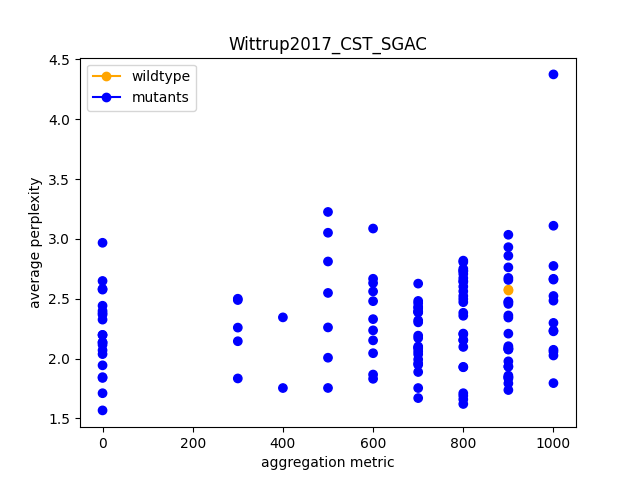 Wittrup2017_CST_SGAC
wildtype
mutants
average perplexity
4.5
4.0
3.5
3.0
2.5
2.0
1.5
0 200 400 600 800 1000
aggregation metric